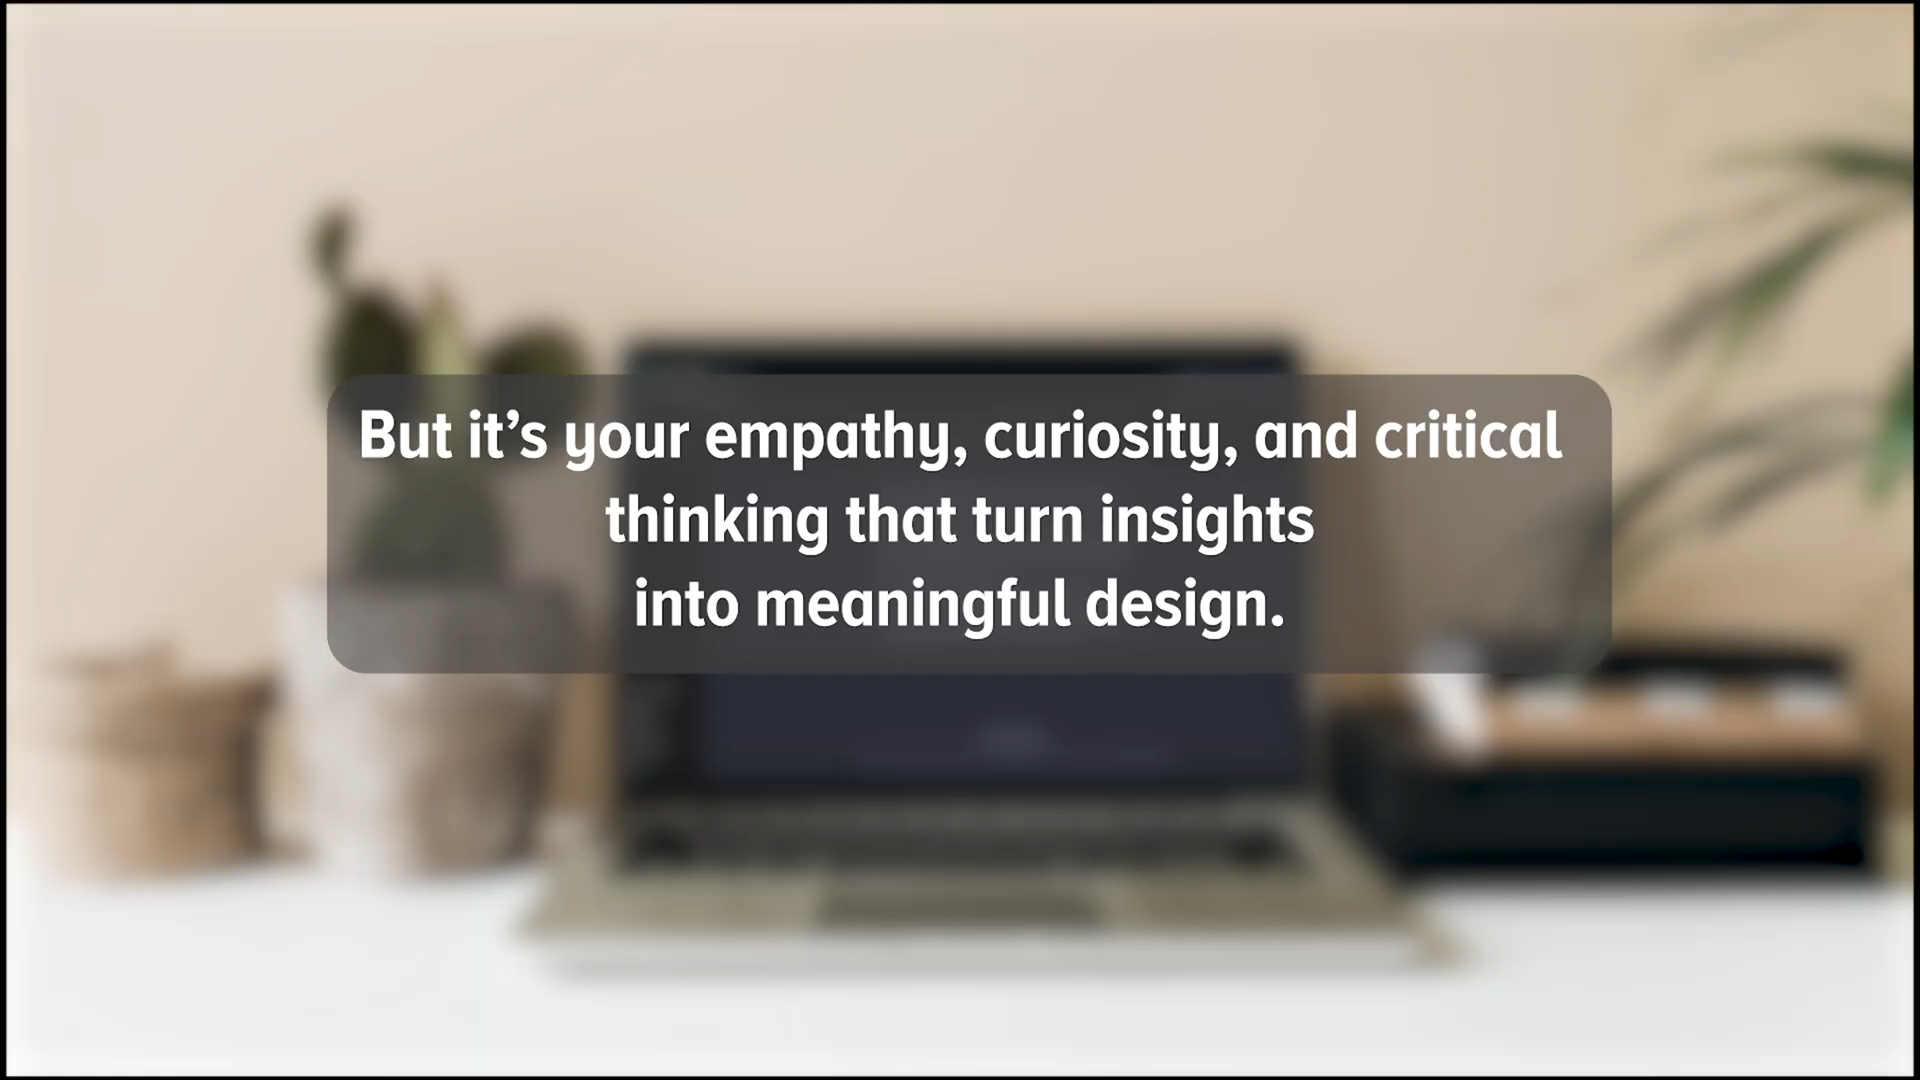 But it’s your empathy, curiosity, and critical
thinking that turn insights
into meaningful design.